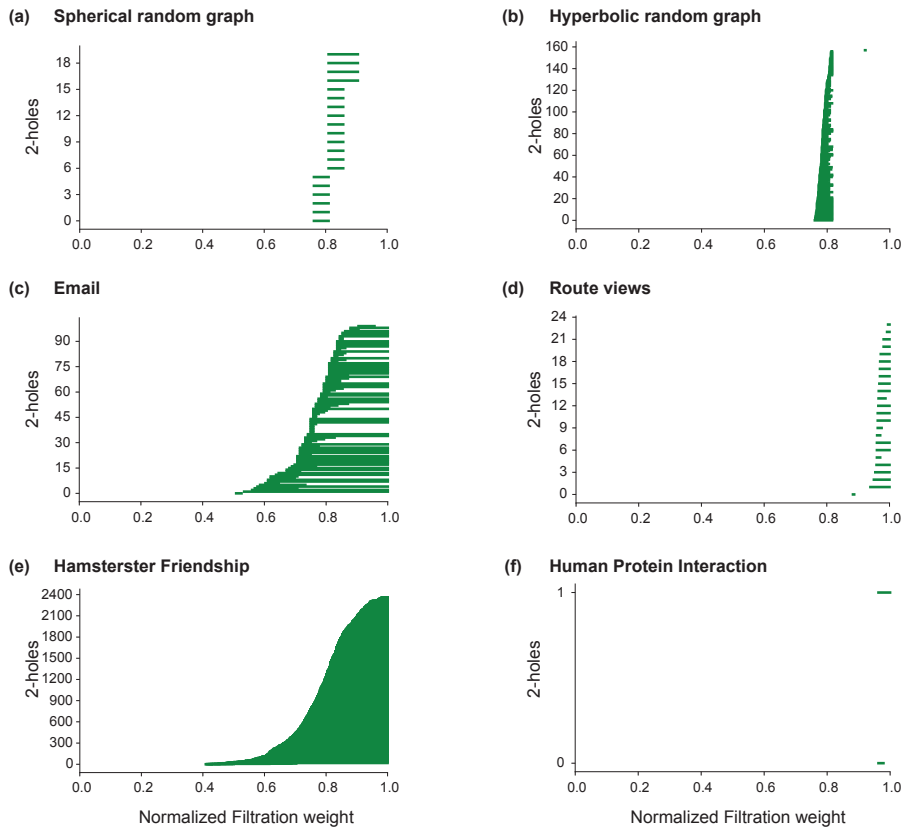 (a) Spherical random graph
2-holes
18
15
12
9
6
3
0
0.0 0.2 0.4 0.6 0.8 1.0
(b) Hyperbolic random graph
2-holes
160
140
120
100
80
60
40
20
0
0.0 0.2 0.4 0.6 0.8 1.0
(c) Email
2-holes
90
75
60
45
30
15
0
0.0 0.2 0.4 0.6 0.8 1.0
(d) Route views
2-holes
24
21
18
15
12
9
6
3
0
0.0 0.2 0.4 0.6 0.8 1.0
(e) Hamsterster Friendship
2-holes
2400
2100
1800
1500
1200
900
600
300
0
0.0 0.2 0.4 0.6 0.8 1.0
Normalized Filtration weight
(f) Human Protein Interaction
2-holes
1
0
0.0 0.2 0.4 0.6 0.8 1.0
Normalized Filtration weight